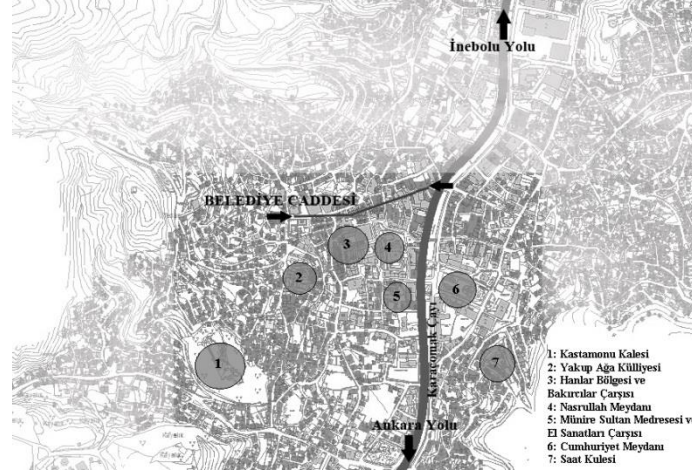 İnebolu Yolu
BELEDİYE CADDESİ
3
4
2
6
5
Karaçomak Çayı
1
7
Ankara Yolu
1: Kastamonu Kalesi
2: Yakup Ağa Külliyesi
3: Hanlar Bölgesi ve
Bakırcılar Çarşısı
4: Nasrullah Meydanı
5: Münire Sultan Medresesi ve
El Sanatları Çarşısı
6: Cumhuriyet Meydanı
7: Saat Kulesi